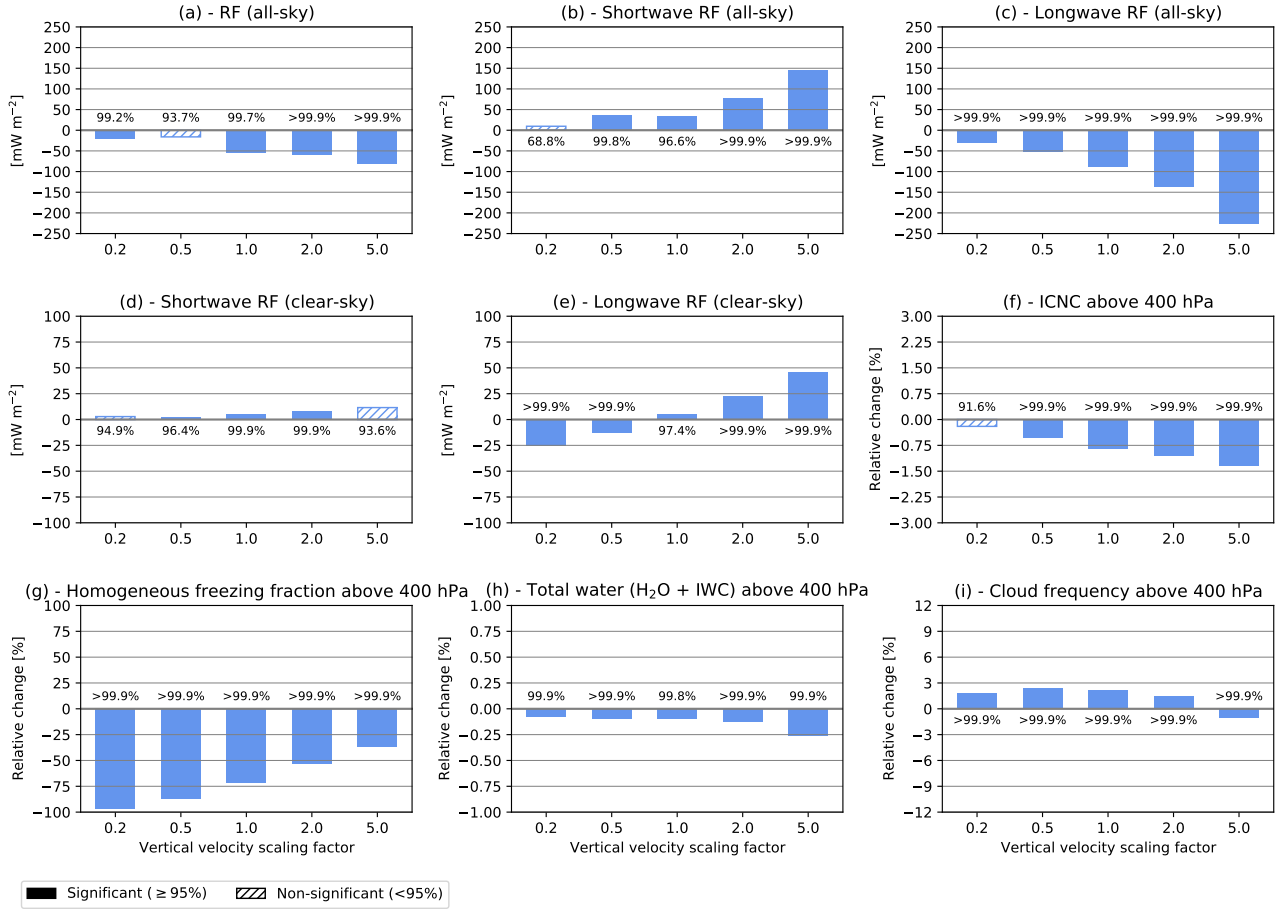 (a) - RF (all-sky)
[mW m−2]
250
200
150
100
50
0
−50
−100
−150
−200
−250
99.2% 93.7% 99.7% >99.9% >99.9%
0.2 0.5 1.0 2.0 5.0
(b) - Shortwave RF (all-sky)
[mW m−2]
250
200
150
100
50
0
−50
−100
−150
−200
−250
68.8% 99.8% 96.6% >99.9% >99.9%
0.2 0.5 1.0 2.0 5.0
(c) - Longwave RF (all-sky)
[mW m−2]
250
200
150
100
50
0
−50
−100
−150
−200
−250
>99.9% >99.9% >99.9% >99.9% >99.9%
0.2 0.5 1.0 2.0 5.0
(d) - Shortwave RF (clear-sky)
[mW m−2]
100
75
50
25
0
−25
−50
−75
−100
94.9% 96.4% 99.9% 99.9% 93.6%
0.2 0.5 1.0 2.0 5.0
(e) - Longwave RF (clear-sky)
[mW m−2]
100
75
50
25
0
−25
−50
−75
−100
>99.9% >99.9% 97.4% >99.9% >99.9%
0.2 0.5 1.0 2.0 5.0
(f) - ICNC above 400 hPa
Relative change [%]
3.00
2.25
1.50
0.75
0.00
−0.75
−1.50
−2.25
−3.00
91.6% >99.9% >99.9% >99.9% >99.9%
0.2 0.5 1.0 2.0 5.0
(g) - Homogeneous freezing fraction above 400 hPa
Relative change [%]
100
75
50
25
0
−25
−50
−75
−100
>99.9% >99.9% >99.9% >99.9% >99.9%
0.2 0.5 1.0 2.0 5.0
Vertical velocity scaling factor
(h) - Total water (H₂O + IWC) above 400 hPa
Relative change [%]
1.00
0.75
0.50
0.25
0.00
−0.25
−0.50
−0.75
−1.00
99.9% >99.9% 99.8% >99.9% 99.9%
0.2 0.5 1.0 2.0 5.0
Vertical velocity scaling factor
(i) - Cloud frequency above 400 hPa
Relative change [%]
12
9
6
3
0
−3
−6
−9
−12
>99.9% >99.9% >99.9% >99.9% >99.9%
0.2 0.5 1.0 2.0 5.0
Vertical velocity scaling factor
Significant (≥95%) Non-significant (<95%)